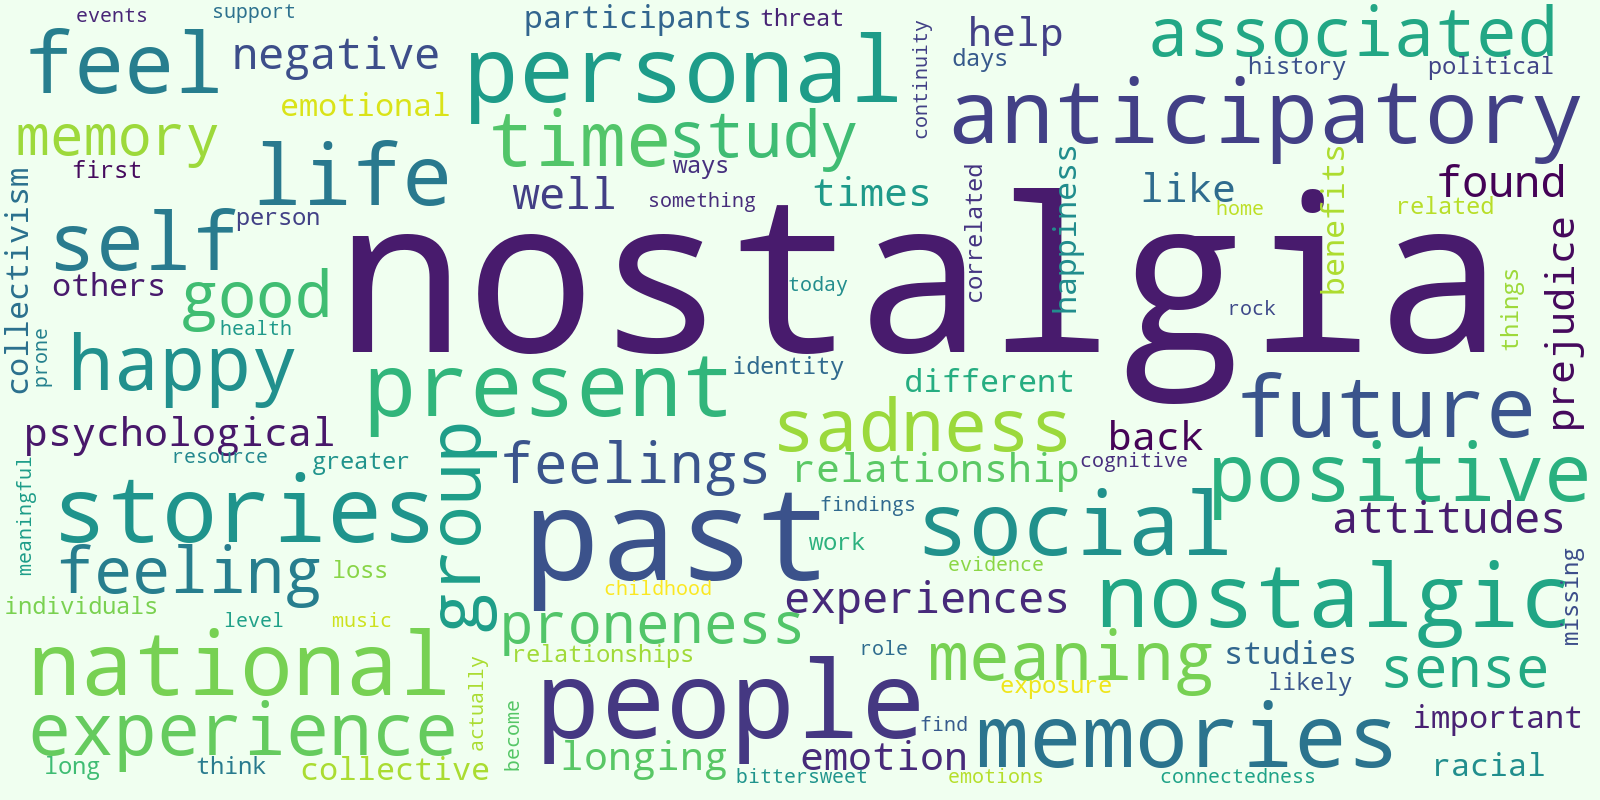 events
support
participants
threat
help
associated
feel
negative
personal
continuity
days
history
political
emotional
anticipatory
memory
time
study
first
life
ways
well
something
times
correlated
happiness
like
benefits
found
home
related
collectivism
person
self
nostalgia
others
good
today
rock
things
prejudice
health
prone
happy
present
identity
different
future
psychological
sadness
back
resource
greater
group
feelings
relationship
cognitive
positive
meaningful
stories
past
findings
social
attitudes
work
feeling
loss
evidence
nostalgic
missing
childhood
experiences
individuals
level
music
proneness
role
meaning
studies
national
relationships
sense
actually
people
exposure
likely
experience
become
find
memories
important
long
think
collective
longing
emotion
bittersweet
emotions
connectedness
racial